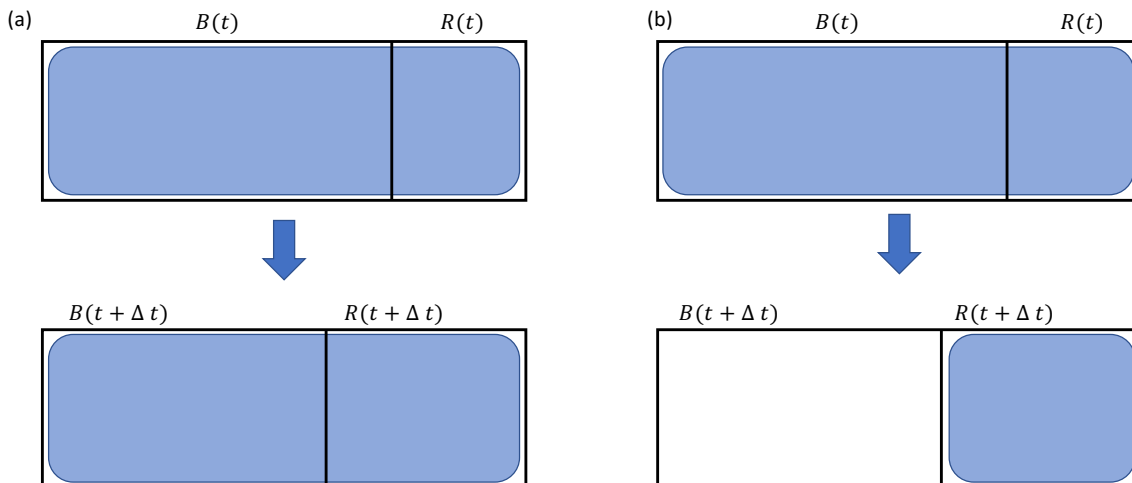 (a)
B(t) R(t)
B(t + Δ t) R(t + Δ t)
(b)
B(t) R(t)
B(t + Δ t) R(t + Δ t)